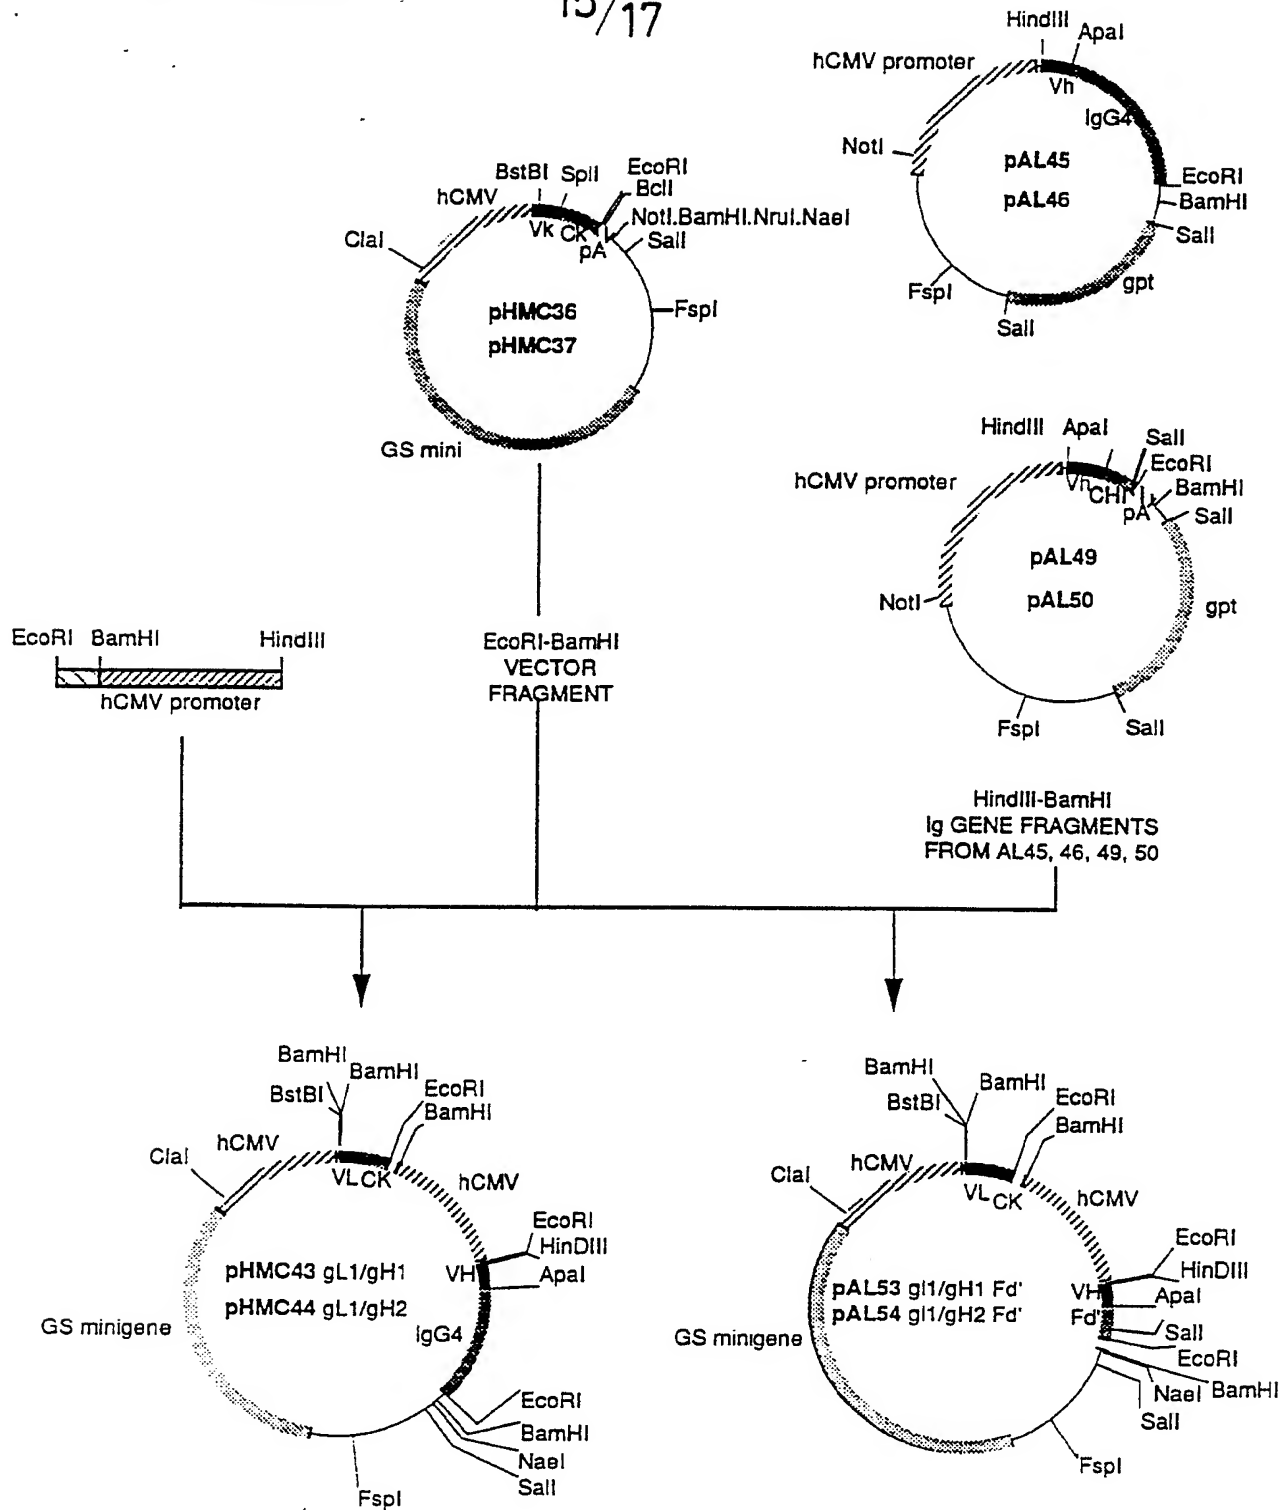 15/17
HindIII
ApaI
hCMV promoter
Vh
IgG4
NotI
pAL45
pAL46
EcoRI
BamHI
SalI
gpt
FspI
SalI
BstBI
SplI
EcoRI
BclI
hCMV
NotI.BamHI.NruI.NaeI
Vk
CK
pA
SalI
ClaI
pHMC36
pHMC37
FspI
GS mini
HindIII
ApaI
SalI
EcoRI
hCMV promoter
Vh
CHI
BamHI
pA
SalI
pAL49
pAL50
NotI
gpt
FspI
SalI
EcoRI
BamHI
HindIII
hCMV promoter
EcoRI-BamHI
VECTOR
FRAGMENT
HindIII-BamHI
Ig GENE FRAGMENTS
FROM AL45, 46, 49, 50
BamHI
BamHI
BstBI
EcoRI
BamHI
hCMV
ClaI
VL
CK
hCMV
EcoRI
HinDIII
VH
ApaI
pHMC43 gL1/gH1
pHMC44 gL1/gH2
IgG4
GS minigene
EcoRI
BamHI
NaeI
SalI
FspI
BamHI
BamHI
BstBI
EcoRI
BamHI
hCMV
ClaI
VL
CK
hCMV
EcoRI
HinDIII
VH
ApaI
pAL53 gl1/gH1 Fd'
pAL54 gl1/gH2 Fd'
Fd'
SalI
GS minigene
EcoRI
BamHI
NaeI
SalI
FspI